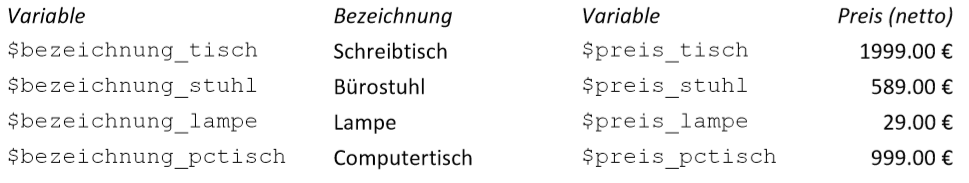 Variable Bezeichnung Variable Preis (netto)
$bezeichnung_tisch Schreibtisch $preis_tisch 1999.00 €
$bezeichnung_stuhl Bürostuhl $preis_stuhl 589.00 €
$bezeichnung_lampe Lampe $preis_lampe 29.00 €
$bezeichnung_pctisch Computertisch $preis_pctisch 999.00 €